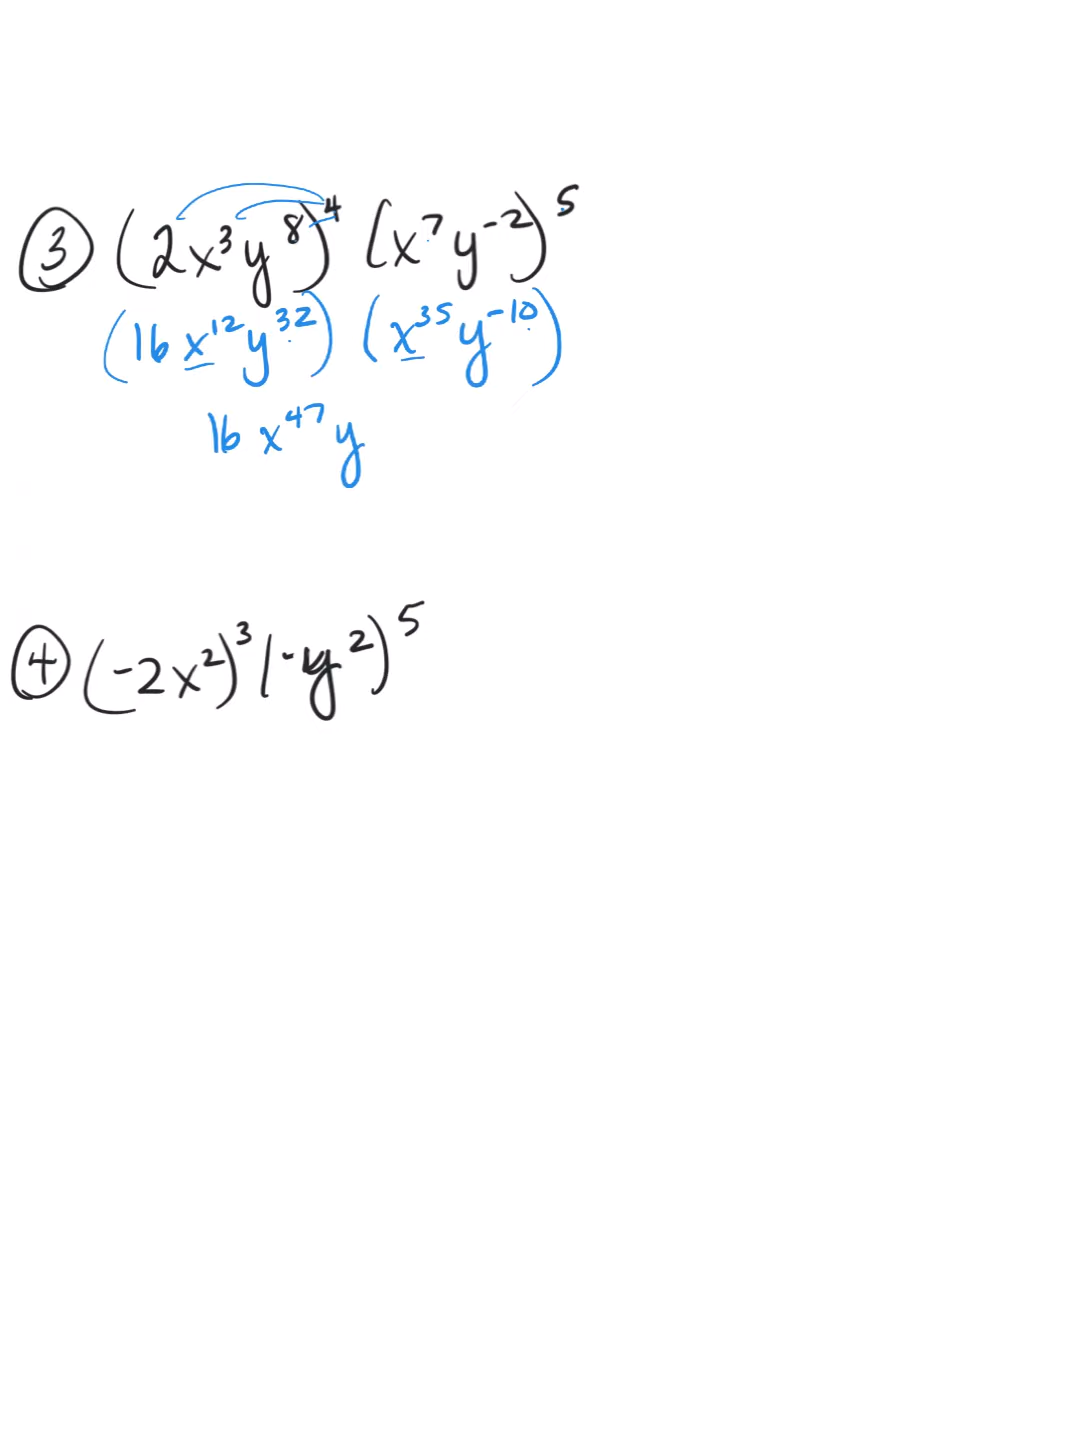 ③ (2x³y⁸)⁴ (x⁷y⁻²)⁵
(16x¹²y³²) (x³⁵y⁻¹⁰)
16x⁴⁷y
④ (-2x²)³(-y²)⁵